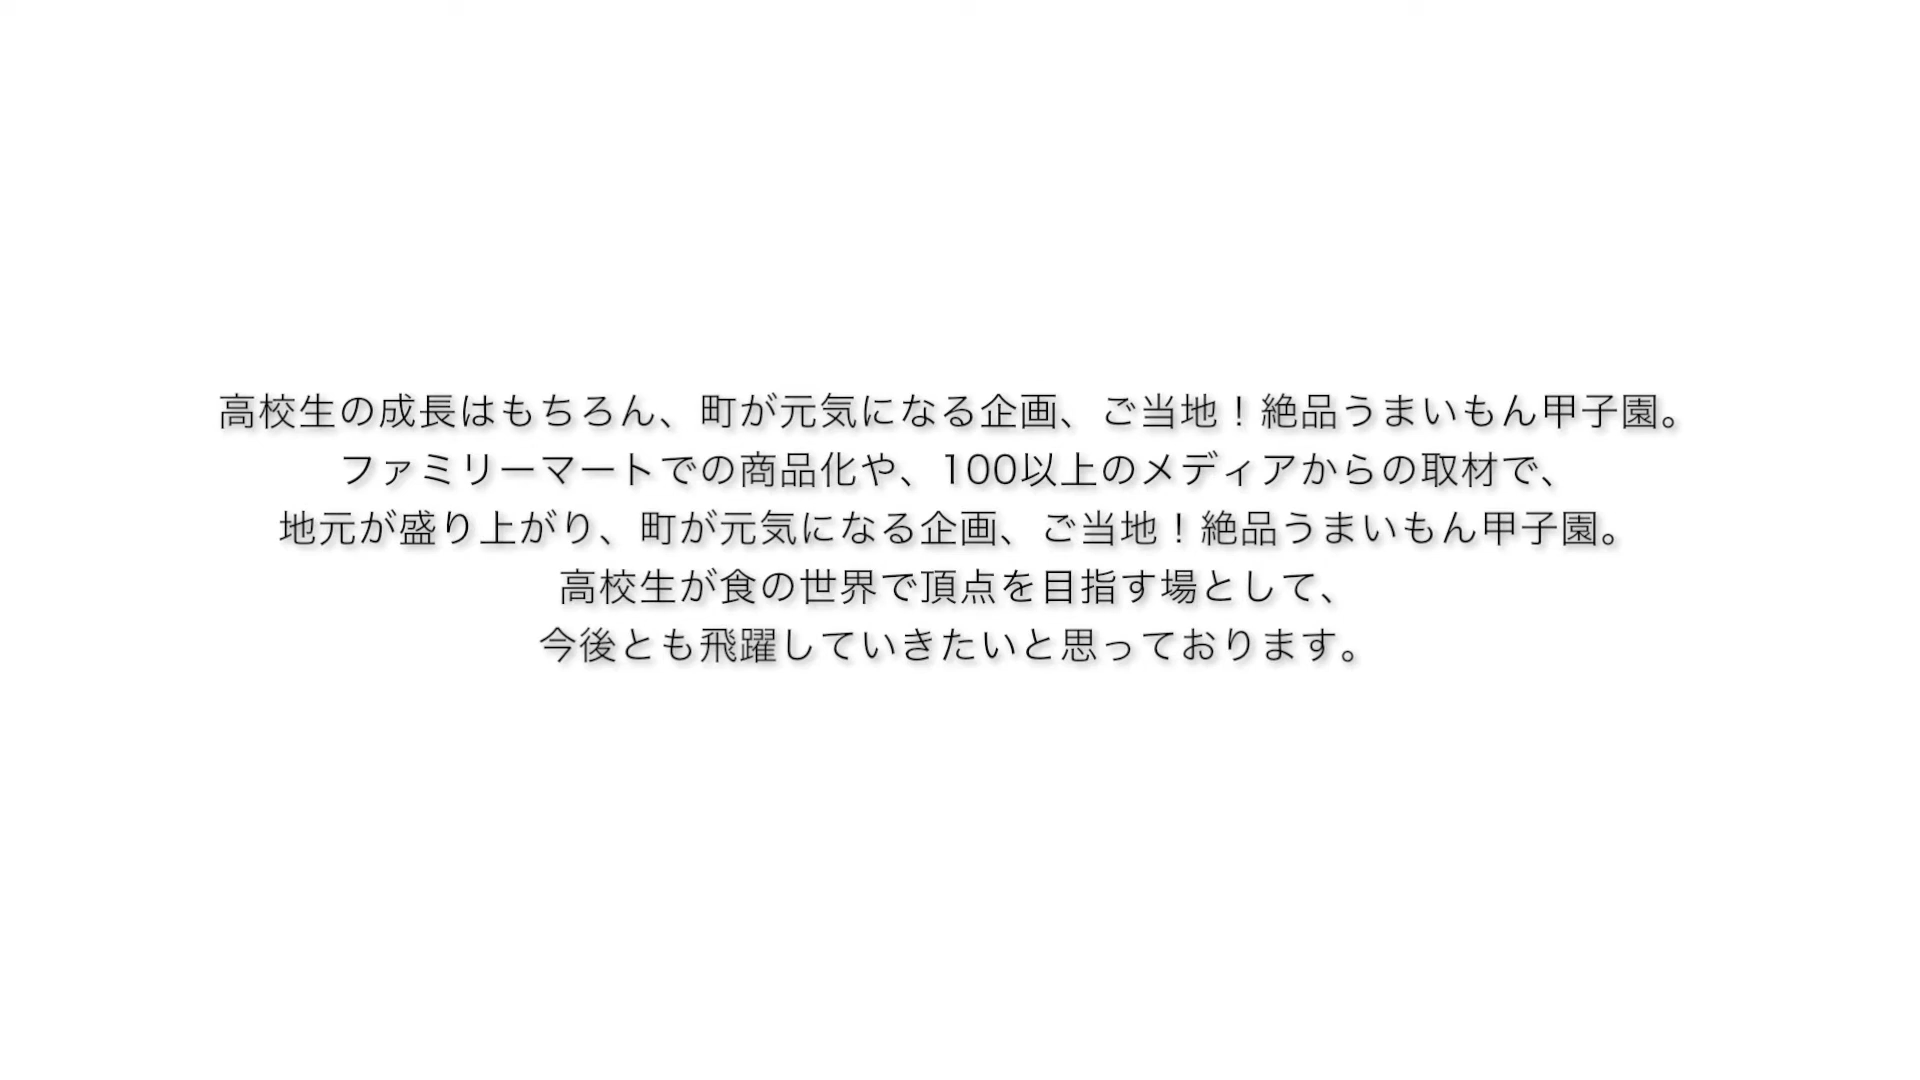 高校生の成長はもちろん、町が元気になる企画、ご当地！絶品うまいもん甲子園。
ファミリーマートでの商品化や、100以上のメディアからの取材で、
地元が盛り上がり、町が元気になる企画、ご当地！絶品うまいもん甲子園。
高校生が食の世界で頂点を目指す場として、
今後とも飛躍していきたいと思っております。